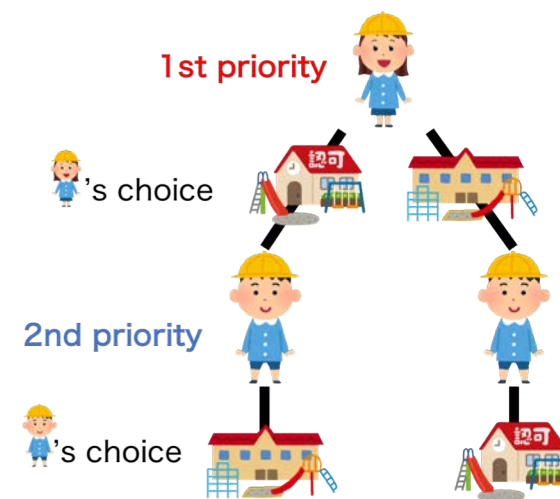 1st priority
認可
's choice
2nd priority
's choice
認可